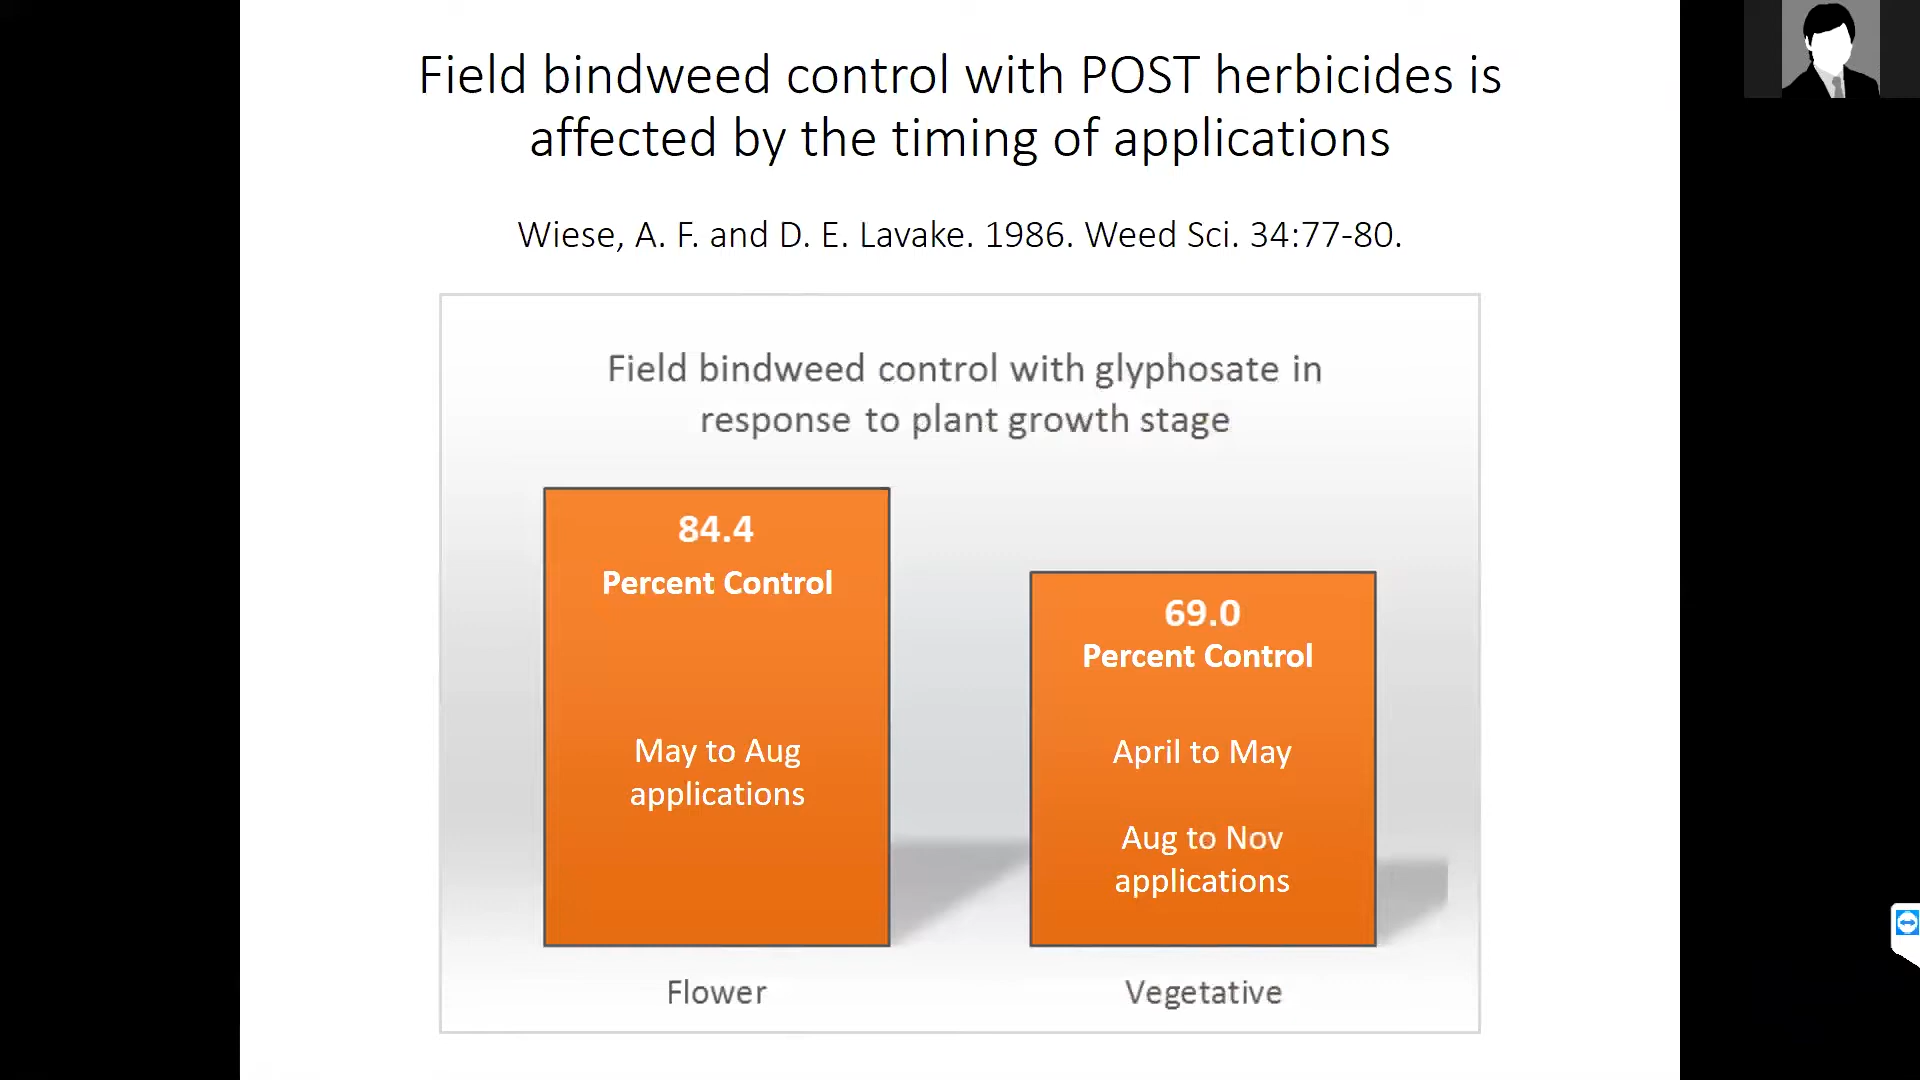 Field bindweed control with POST herbicides is
affected by the timing of applications
Wiese, A. F. and D. E. Lavake. 1986. Weed Sci. 34:77-80.
Field bindweed control with glyphosate in
response to plant growth stage
84.4
Percent Control
May to Aug
applications
69.0
Percent Control
April to May
Aug to Nov
applications
Flower
Vegetative